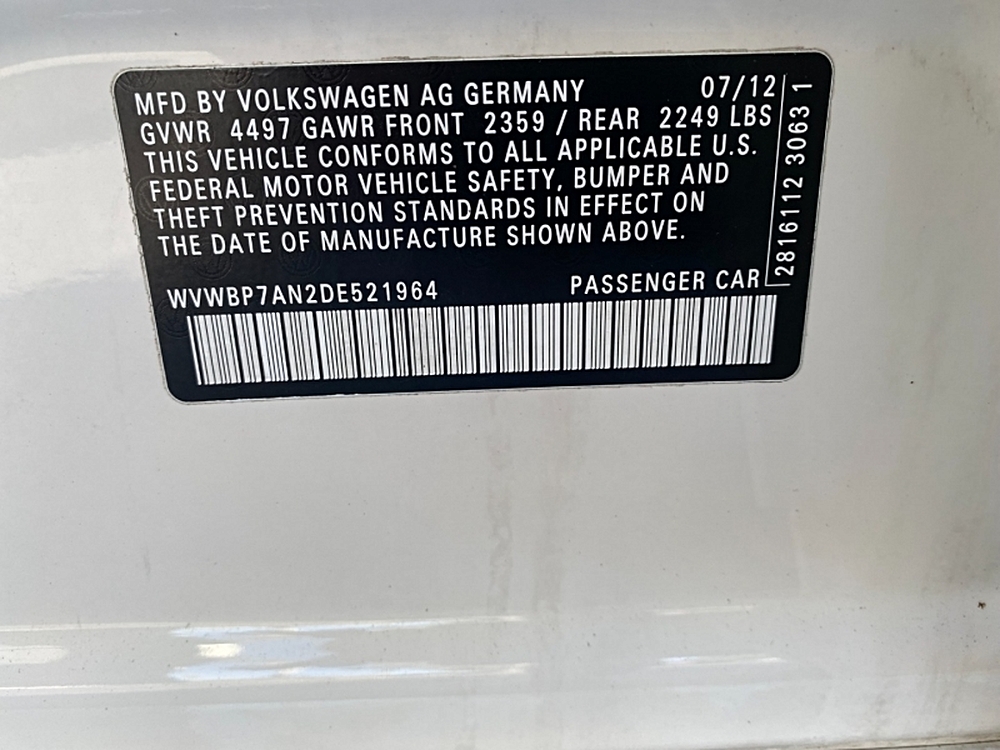 MFD BY VOLKSWAGEN AG GERMANY 07/12
GVWR 4497 GAWR FRONT 2359 / REAR 2249 LBS
THIS VEHICLE CONFORMS TO ALL APPLICABLE U.S.
FEDERAL MOTOR VEHICLE SAFETY, BUMPER AND
THEFT PREVENTION STANDARDS IN EFFECT ON
THE DATE OF MANUFACTURE SHOWN ABOVE.
WVWBP7AN2DE521964 PASSENGER CAR
2816112 3063 1